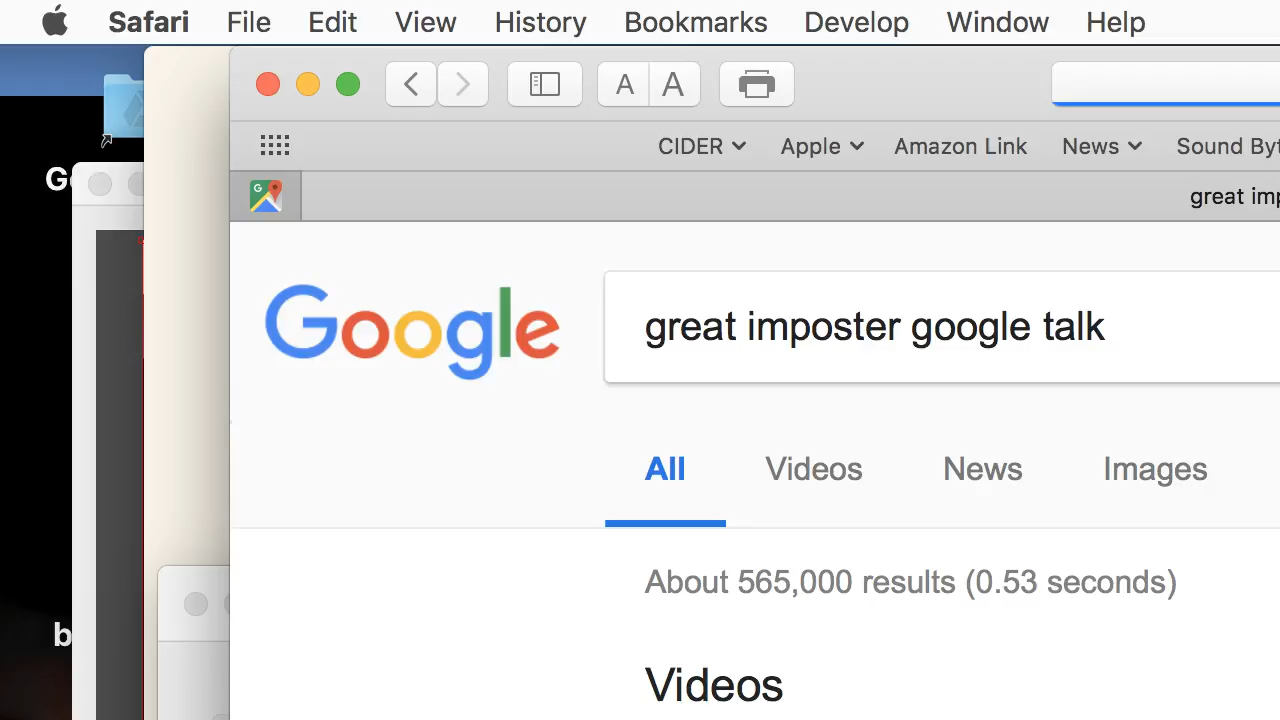 Safari File Edit View History Bookmarks Develop Window Help
A A
CIDER Apple Amazon Link News Sound
great
Google
great imposter google talk
All Videos News Images
About 565,000 results (0.53 seconds)
Videos